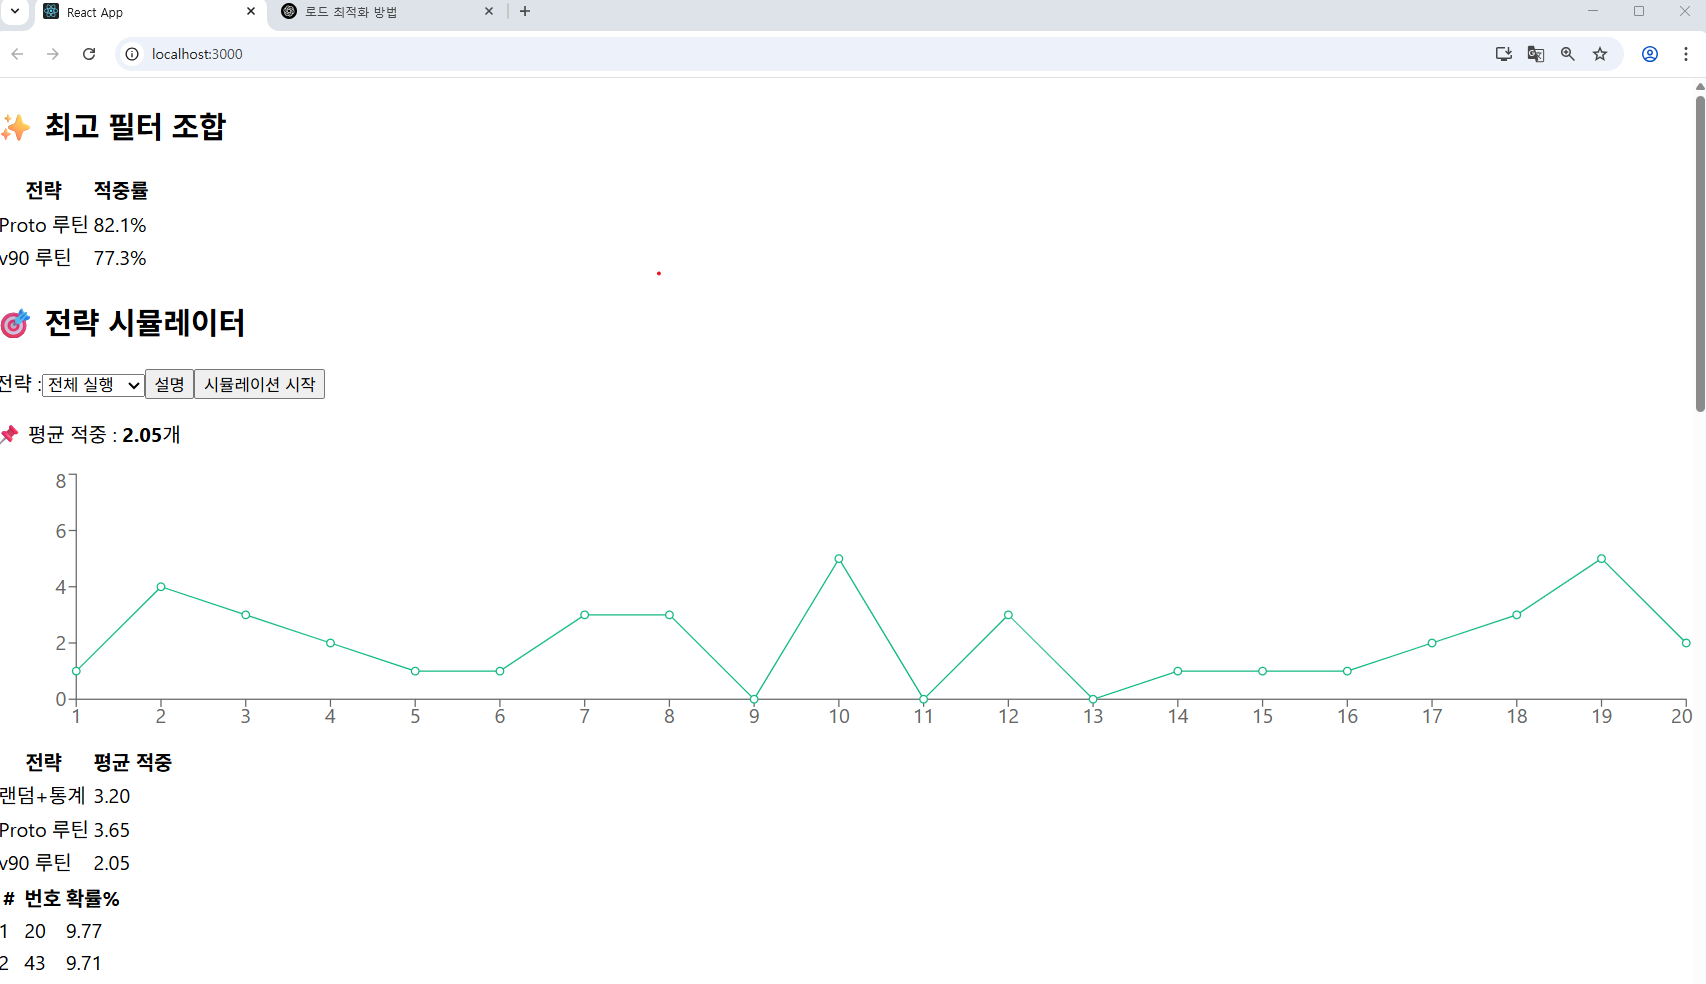 React App
로드 최적화 방법
localhost:3000
✨ 최고 필터 조합
전략 적중률
Proto 루틴 82.1%
v90 루틴 77.3%
🎯 전략 시뮬레이터
전략 : 전체 실행 설명 시뮬레이션 시작
📌 평균 적중 : 2.05개
8
6
4
2
0
1 2 3 4 5 6 7 8 9 10 11 12 13 14 15 16 17 18 19 20
전략 평균 적중
랜덤+통계 3.20
Proto 루틴 3.65
v90 루틴 2.05
# 번호 확률%
1 20 9.77
2 43 9.71